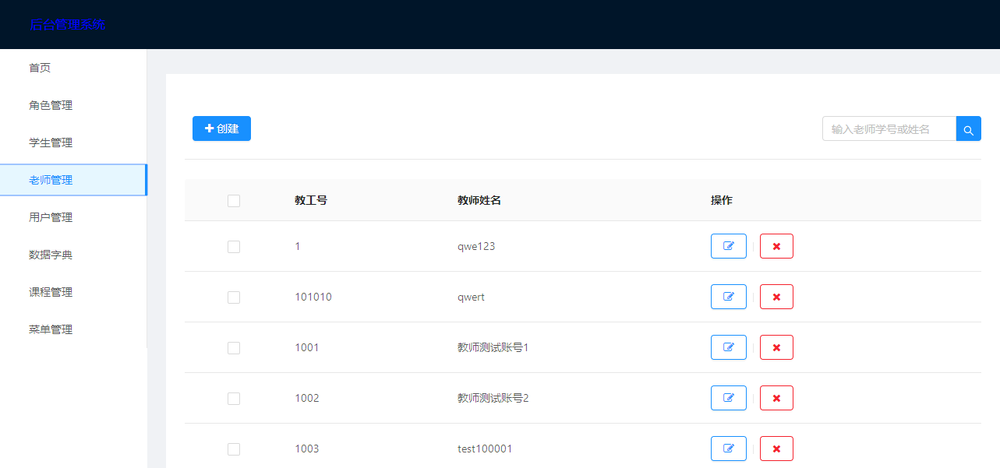 后台管理系统
首页
角色管理
学生管理
老师管理
用户管理
数据字典
课程管理
菜单管理
创建
输入老师学号或姓名
教工号 教师姓名 操作
1 qwe123
101010 qwert
1001 教师测试账号1
1002 教师测试账号2
1003 test100001